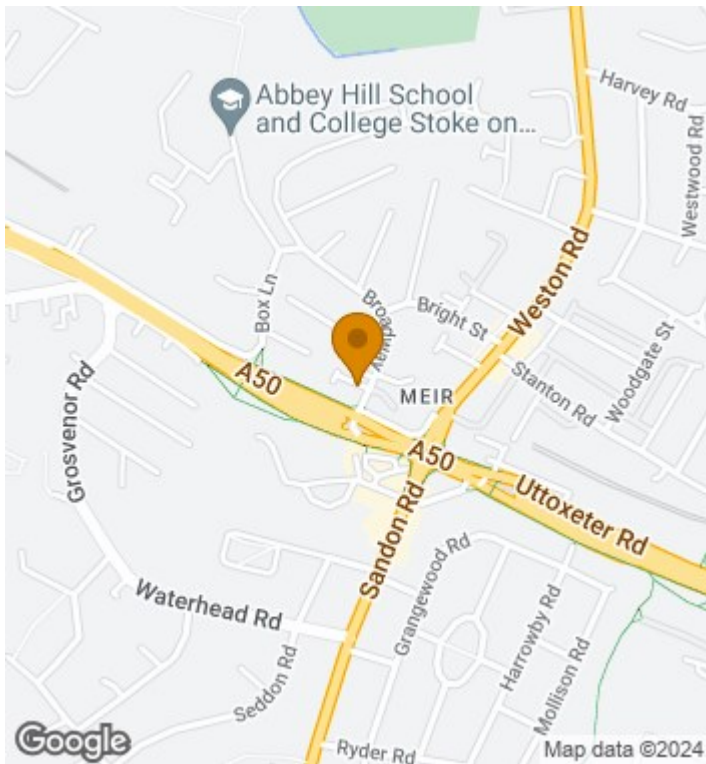 Abbey Hill School
and College Stoke on...
Harvey Rd
Westwood Rd
Weston Rd
Box Ln
Broadway
Bright St
Woodgate St
Stanton Rd
A50
MEIR
Grosvenor Rd
A50
Uttoxeter Rd
Sandon Rd
Grangewood Rd
Waterhead Rd
Harrowby Rd
Mollison Rd
Seddon Rd
Ryder Rd
Google
Map data ©2024